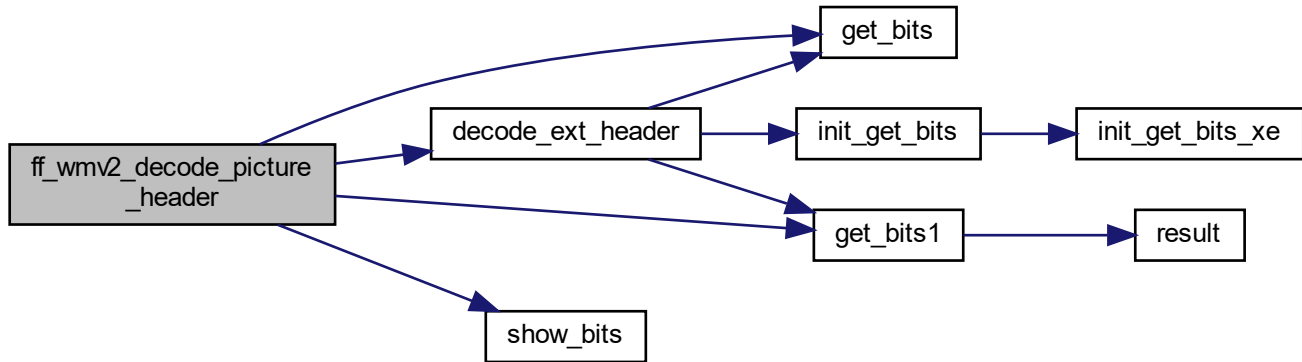 ff_wmv2_decode_picture
_header
decode_ext_header
get_bits
init_get_bits
init_get_bits_xe
get_bits1
result
show_bits